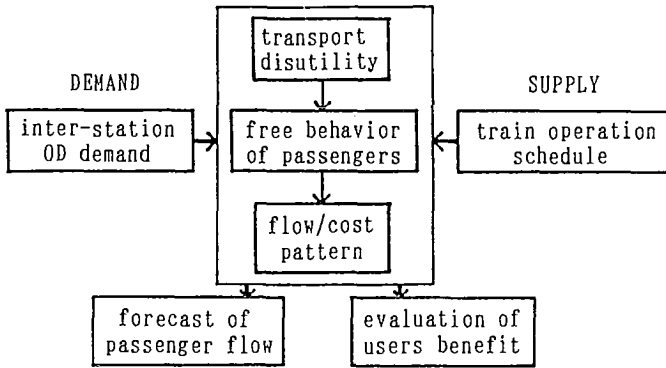 transport
disutility
DEMAND
SUPPLY
inter-station
OD demand
free behavior
of passengers
train operation
schedule
flow/cost
pattern
forecast of
passenger flow
evaluation of
users benefit